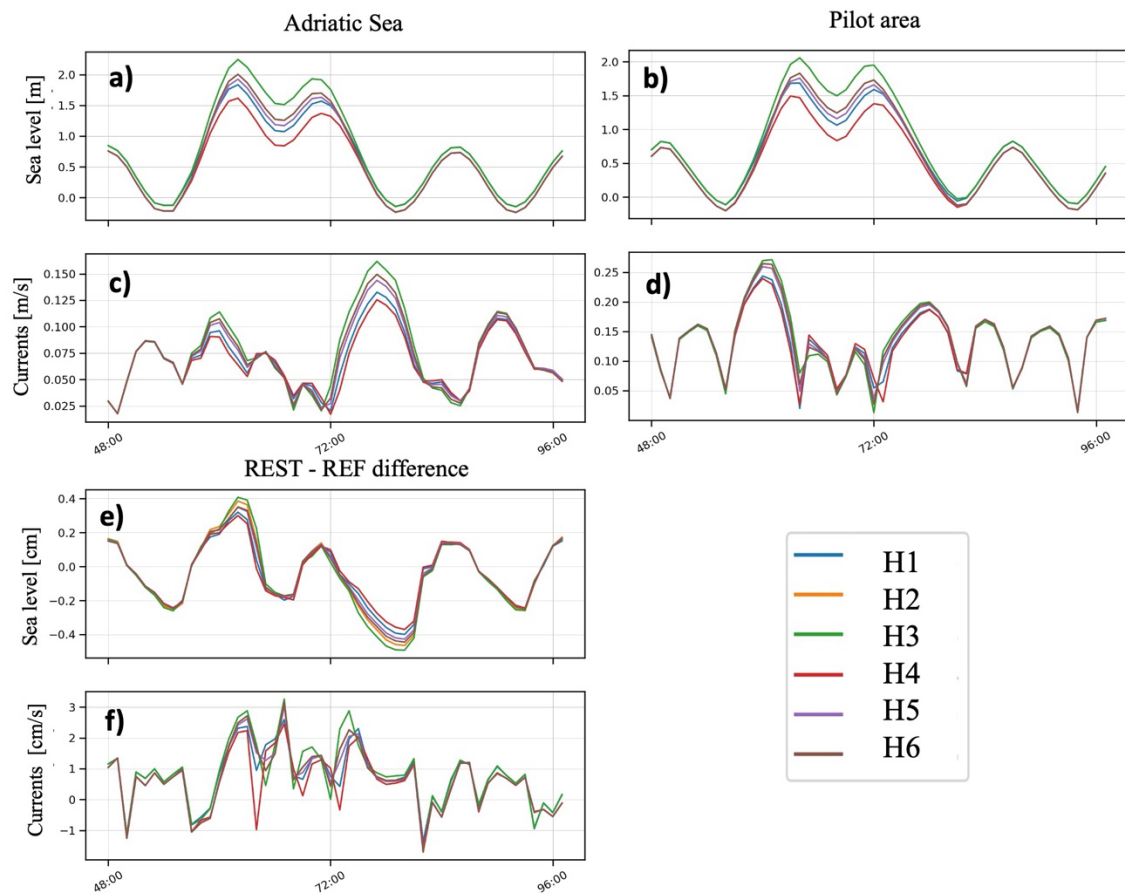 Adriatic Sea
Pilot area
a)
Sea level [m]
2.0
1.5
1.0
0.5
0.0
b)
2.0
1.5
1.0
0.5
0.0
c)
Currents [m/s]
0.150
0.125
0.100
0.075
0.050
0.025
48:00
72:00
96:00
d)
0.25
0.20
0.15
0.10
0.05
48:00
72:00
96:00
REST - REF difference
e)
Sea level [cm]
0.4
0.2
0.0
−0.2
−0.4
f)
Currents [cm/s]
3
2
1
0
−1
48:00
72:00
96:00
H1
H2
H3
H4
H5
H6